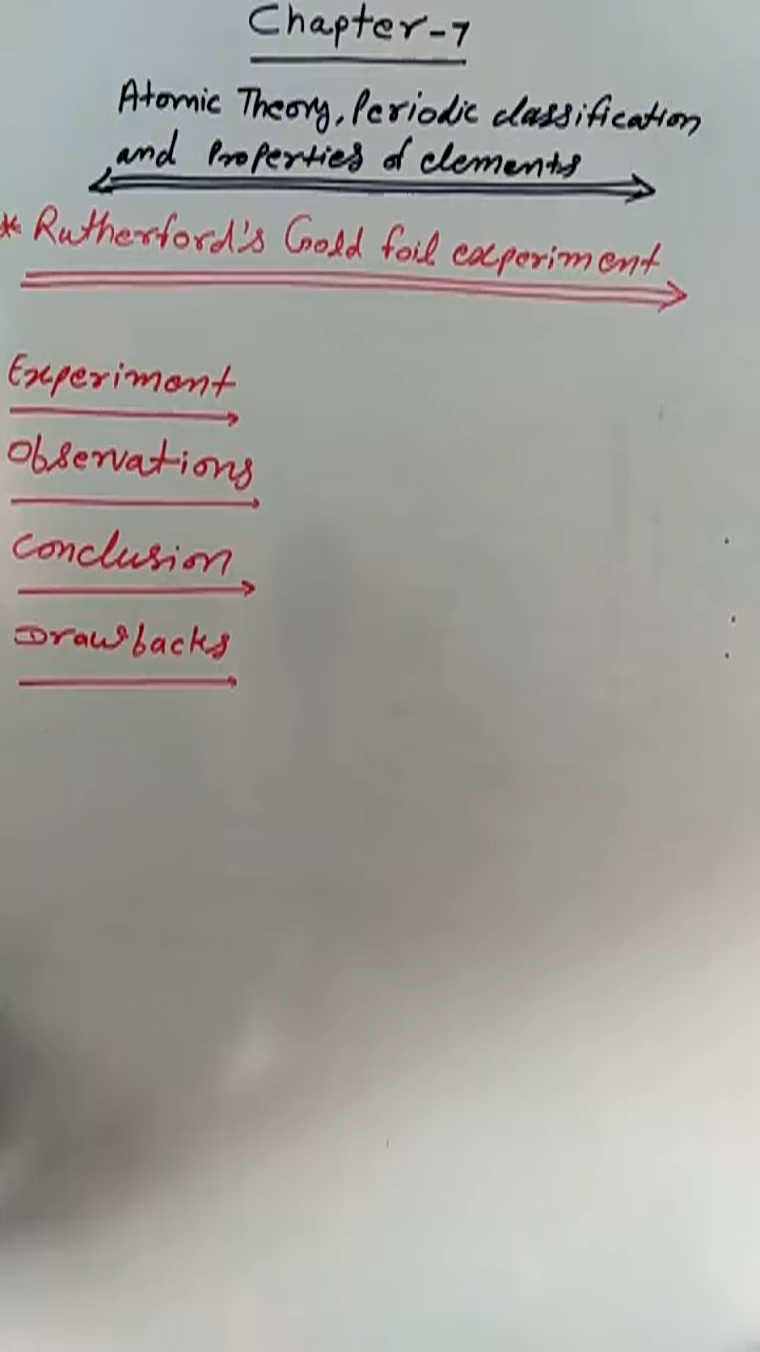 Chapter-7
Atomic Theory, Periodic classification
and Properties of elements
* Rutherford's Gold foil experiment
Experiment
Observations
Conclusion
Drawbacks